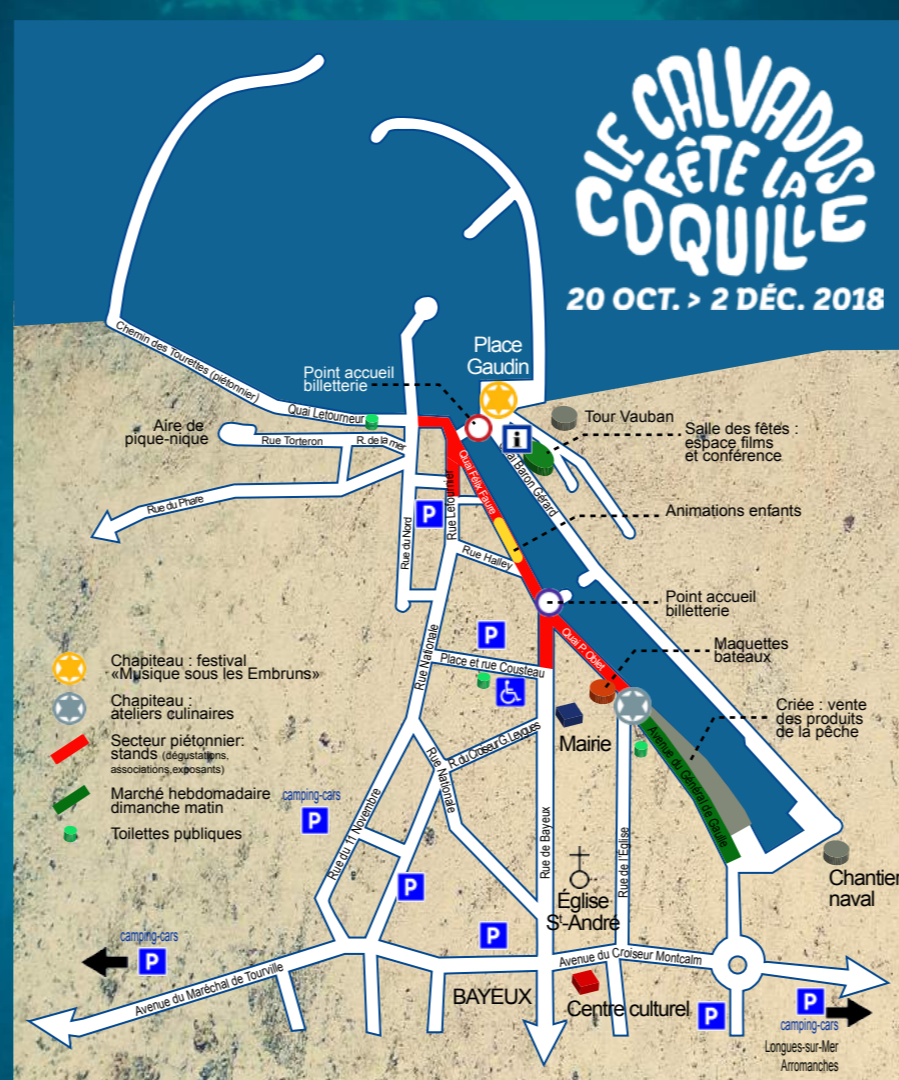 LE CALVADOS
FÊTE LA
COQUILLE
20 OCT. > 2 DÉC. 2018
Place
Gaudin
Point accueil
billetterie
Chemin des Tourettes (piétonnier)
Quai Letourneur
Tour Vauban
Aire de
pique-nique
Rue Torteron
R. de la mer
Salle des fêtes :
espace films
et conférence
Quai Baron Gérard
Quai Félix Faure
Rue du Phare
P
Rue Letournier
Rue du Nord
Animations enfants
Rue Halley
Point accueil
billetterie
Quai P. Oblet
P
Maquettes
bateaux
Place et rue Cousteau
Rue Nationale
Chapiteau : festival
«Musique sous les Embruns»
Chapiteau :
ateliers culinaires
Secteur piétonnier:
stands (dégustations,
associations,exposants)
Marché hebdomadaire
dimanche matin
Toilettes publiques
Mairie
Criée : vente
des produits
de la pêche
R. du Croiseur G. Leygues
Rue Nationale
Avenue du Général de Gaulle
camping-cars
P
Rue du 11 Novembre
Rue de Bayeux
Rue de l'Église
P
Église
St-André
Chantier
naval
P
camping-cars
P
Avenue du Maréchal de Tourville
Avenue du Croiseur Montcalm
BAYEUX
Centre culturel
P
P
camping-cars
Longues-sur-Mer
Arromanches